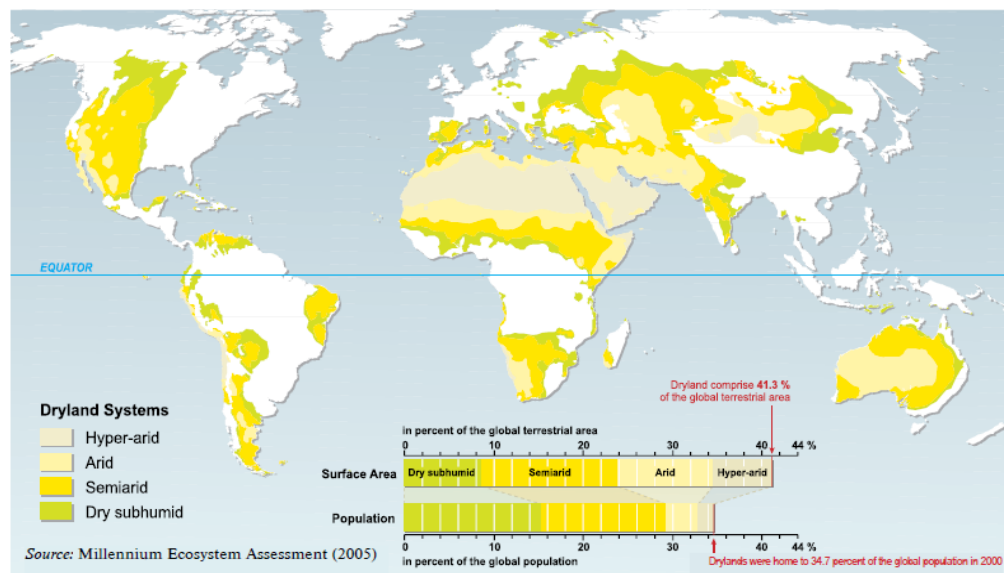 EQUATOR
Dryland Systems
Hyper-arid
Arid
Semiarid
Dry subhumid
Source: Millennium Ecosystem Assessment (2005)
Dryland comprise 41.3 %
of the global terrestrial area
in percent of the global terrestrial area
0 10 20 30 40 44 %
Surface Area Dry subhumid Semiarid Arid Hyper-arid
Population
0 10 20 30 40 44 %
in percent of the global population
Drylands were home to 34.7 percent of the global population in 2000